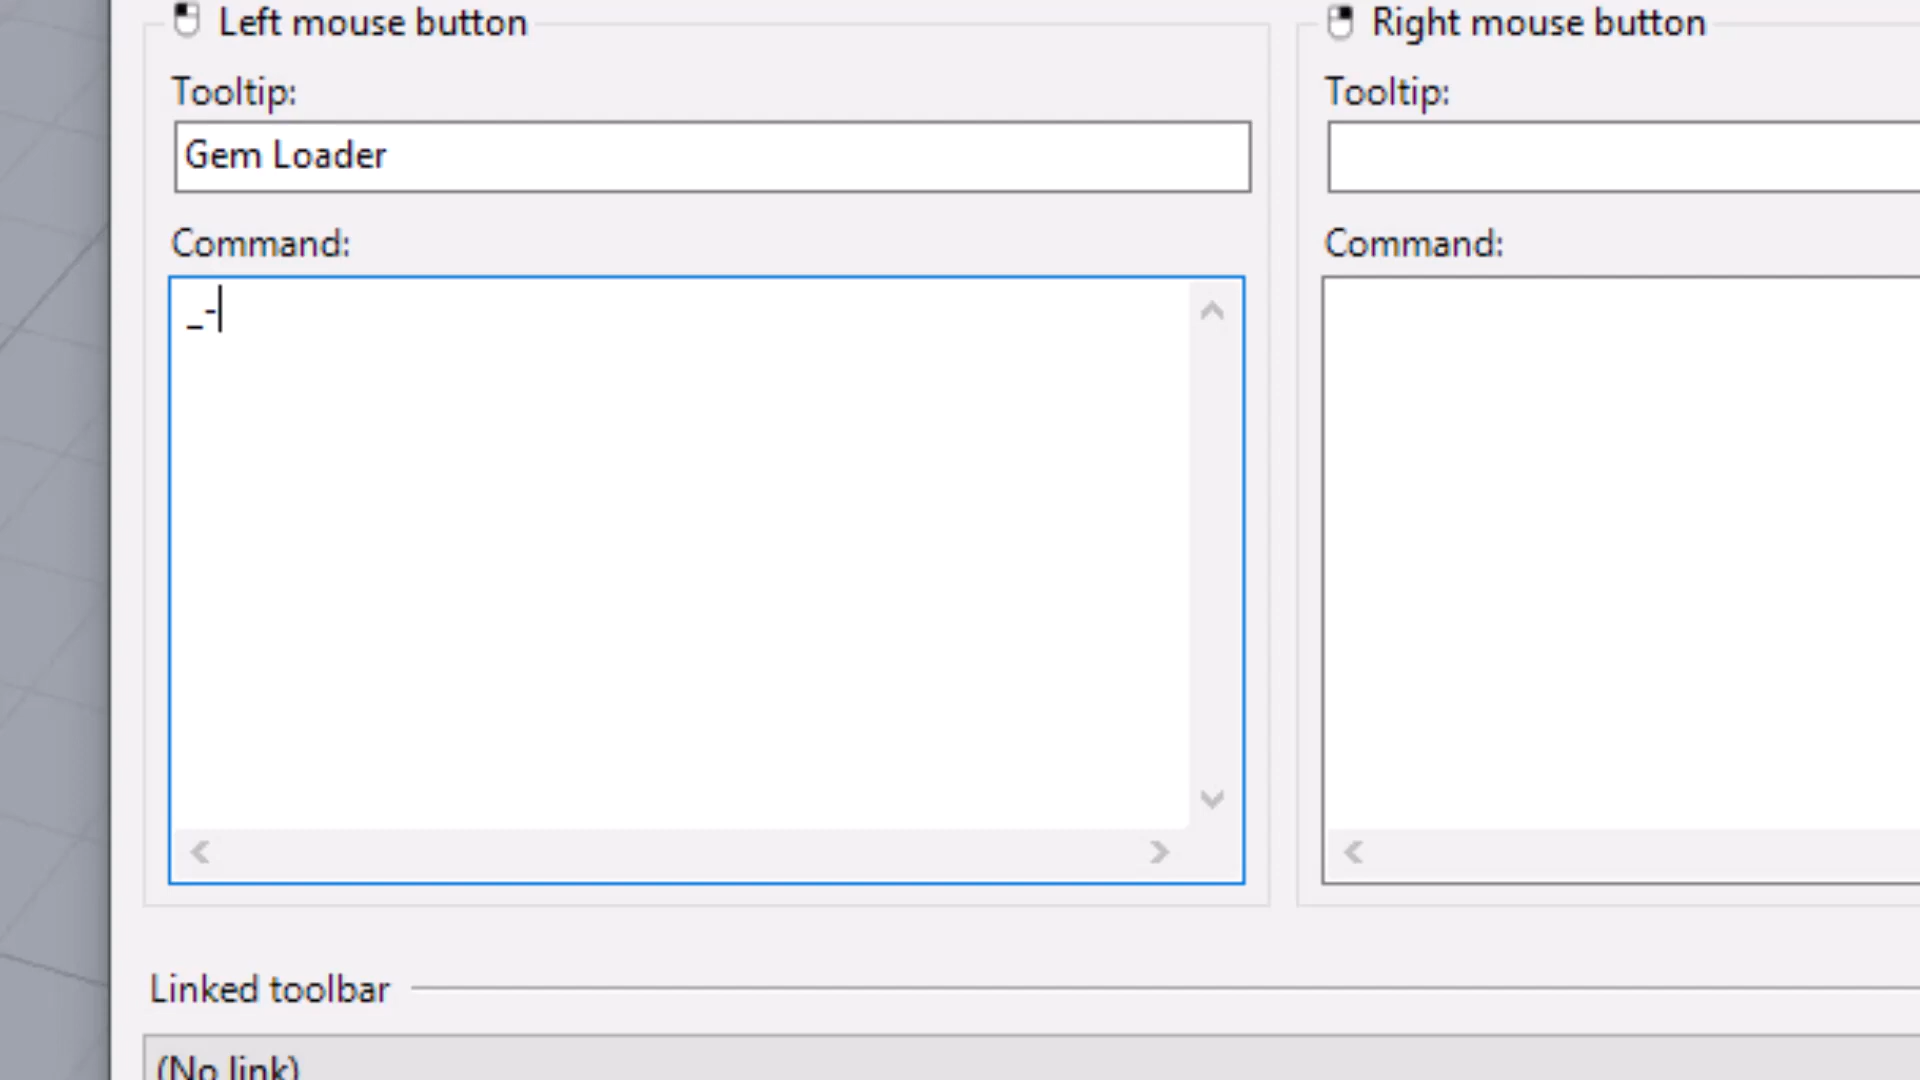 Left mouse button
Tooltip:
Gem Loader
Command:
_-
Right mouse button
Tooltip:
Command:
Linked toolbar
(No link)